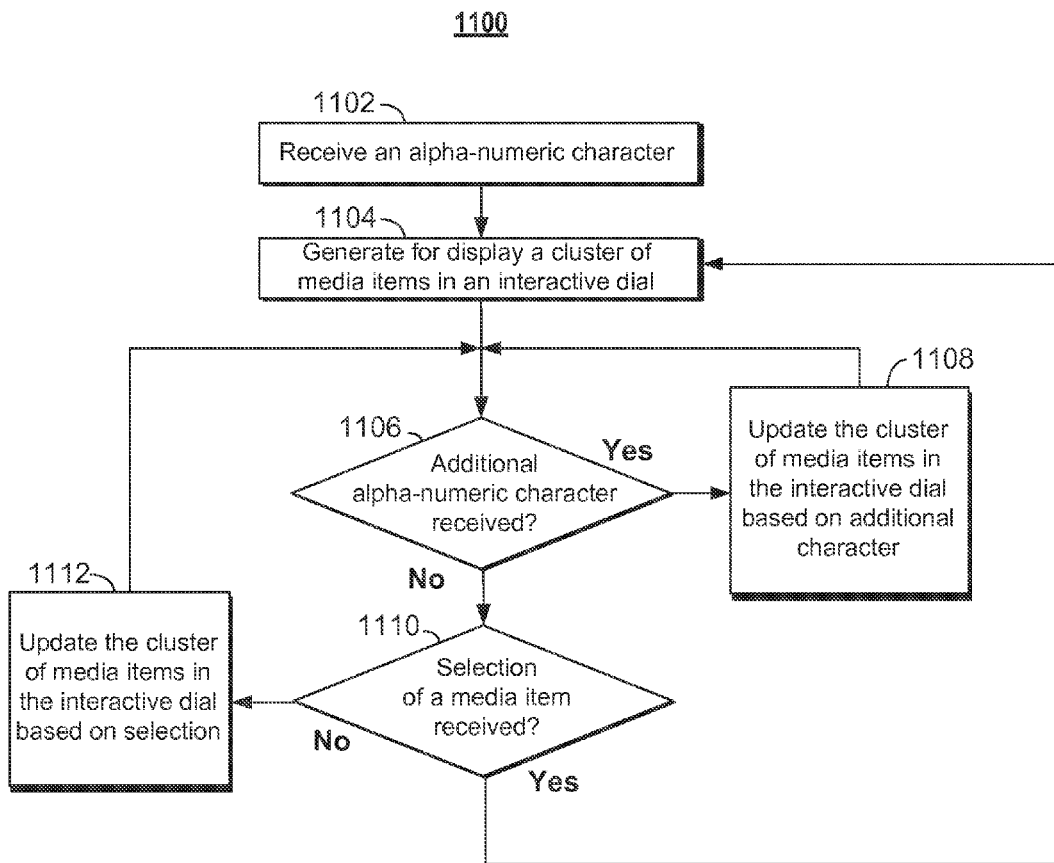 1100
1102
Receive an alpha-numeric character
1104
Generate for display a cluster of
media items in an interactive dial
1106
Additional
alpha-numeric character
received?
Yes
No
1108
Update the cluster
of media items in
the interactive dial
based on additional
character
1110
Selection
of a media item
received?
No
Yes
1112
Update the cluster
of media items in
the interactive dial
based on selection